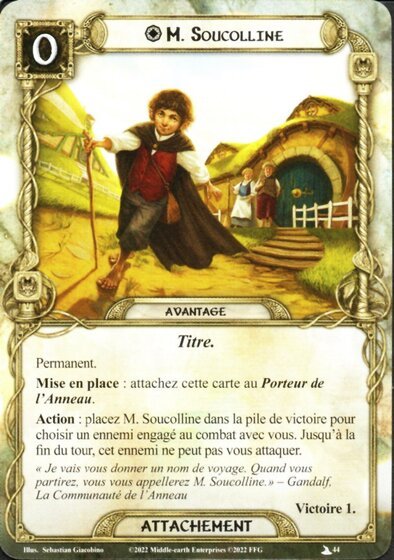 0
M. Soucolline
AVANTAGE
Titre.
Permanent.
Mise en place : attachez cette carte au Porteur de
l'Anneau.
Action : placez M. Soucolline dans la pile de victoire pour
choisir un ennemi engagé au combat avec vous. Jusqu'à la
fin du tour, cet ennemi ne peut pas vous attaquer.
« Je vais vous donner un nom de voyage. Quand vous
partirez, vous vous appellerez M. Soucolline.» – Gandalf,
La Communauté de l'Anneau
Victoire 1.
ATTACHEMENT
Illus. Sebastian Giacobino ©2022 Middle-earth Enterprises ©2022 FFG 44